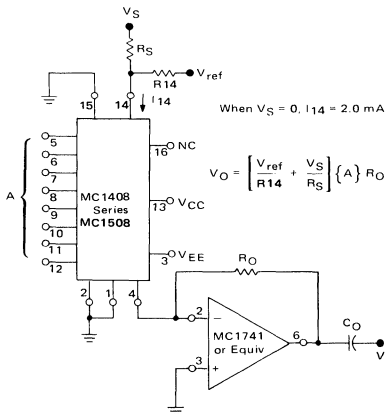 VS
RS
R14
Vref
15
14
I14
When VS = 0, I14 = 2.0 mA
A
5
6
7
8
9
10
11
12
MC1408
Series
MC1508
16
NC
13
VCC
3
VEE
VO = [ Vref / R14 + VS / RS ] {A} RO
2
1
4
RO
2
−
MC1741
or Equiv
6
3
+
CO
V